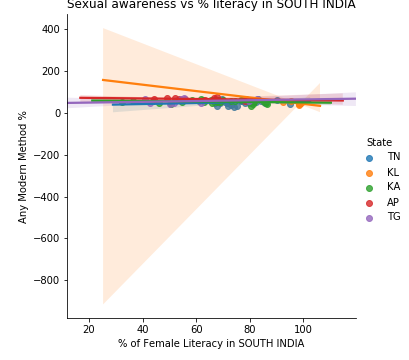 Sexual awareness vs % literacy in SOUTH INDIA
Any Modern Method %
400
200
0
−200
−400
−600
−800
20 40 60 80 100
% of Female Literacy in SOUTH INDIA
State
TN
KL
KA
AP
TG